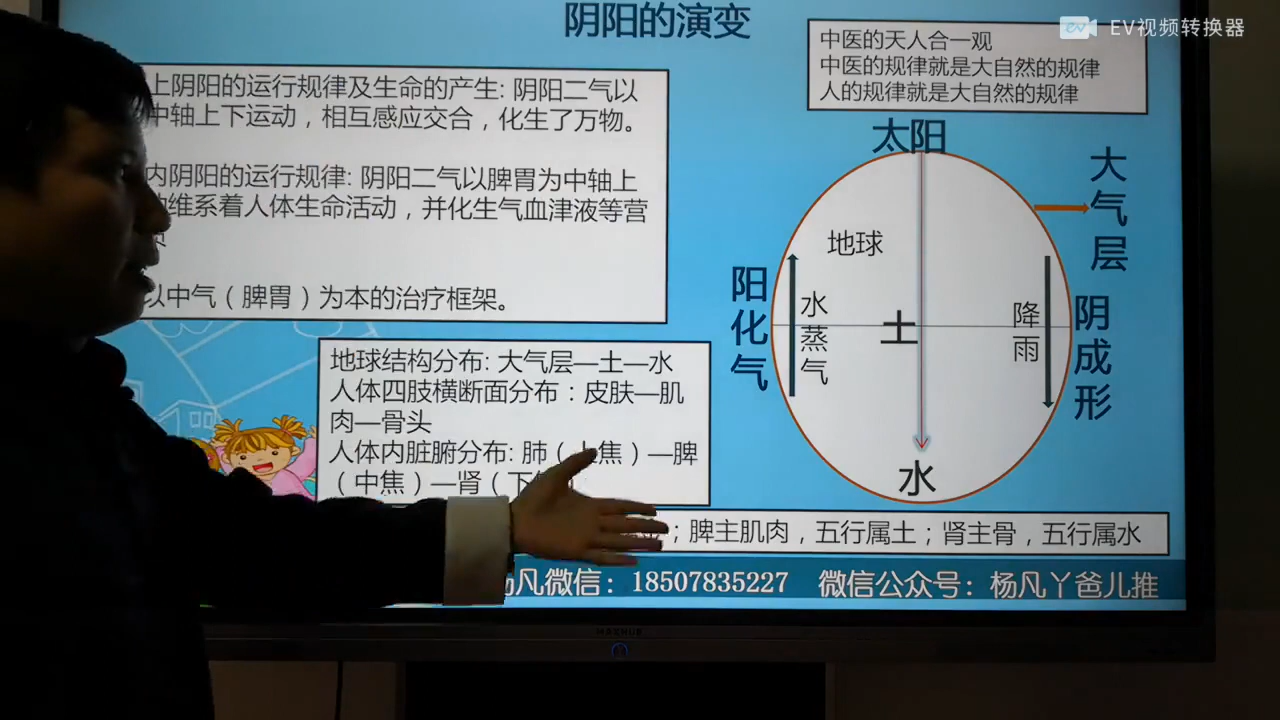 阴阳的演变
EV视频转换器
中医的天人合一观
中医的规律就是大自然的规律
人的规律就是大自然的规律
上阴阳的运行规律及生命的产生: 阴阳二气以
中轴上下运动，相互感应交合，化生了万物。
内阴阳的运行规律: 阴阳二气以脾胃为中轴上
维系着人体生命活动，并化生气血津液等营
以中气（脾胃）为本的治疗框架。
地球结构分布: 大气层—土—水
人体四肢横断面分布：皮肤—肌
肉—骨头
人体内脏腑分布: 肺（上焦）—脾
（中焦）—肾（下
太阳
大气层
地球
阳化气
水蒸气
土
降雨
阴成形
水
；脾主肌肉，五行属土；肾主骨，五行属水
杨凡微信：18507835227 微信公众号：杨凡丫爸儿推